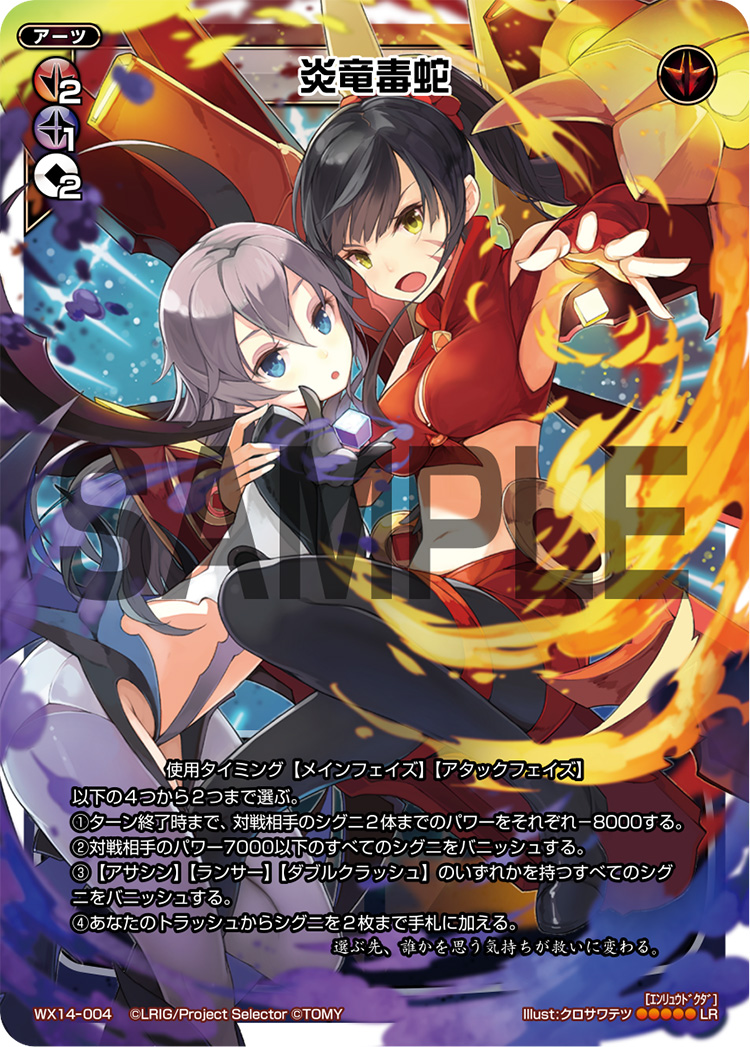 アーツ
炎竜毒蛇
2
1
2
SAMPLE
使用タイミング【メインフェイズ】【アタックフェイズ】
以下の4つから2つまで選ぶ。
①ターン終了時まで、対戦相手のシグニ2体までのパワーをそれぞれ－8000する。
②対戦相手のパワー7000以下のすべてのシグニをバニッシュする。
③【アサシン】【ランサー】【ダブルクラッシュ】のいずれかを持つすべてのシグ
ニをバニッシュする。
④あなたのトラッシュからシグニを2枚まで手札に加える。
選ぶ先、誰かを思う気持ちが救いに変わる。
[エンリュウドクダ]
WX14-004 ©LRIG/Project Selector ©TOMY Illust:クロサワテツ LR